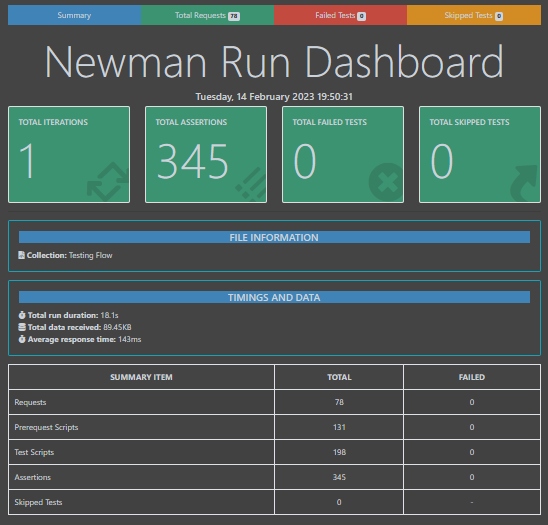 Summary Total Requests 78 Failed Tests 0 Skipped Tests 0
Newman Run Dashboard
Tuesday, 14 February 2023 19:50:31
TOTAL ITERATIONS TOTAL ASSERTIONS TOTAL FAILED TESTS TOTAL SKIPPED TESTS
1 345 0 0
FILE INFORMATION
Collection: Testing Flow
TIMINGS AND DATA
Total run duration: 18.1s
Total data received: 89.45KB
Average response time: 143ms
SUMMARY ITEM TOTAL FAILED
Requests 78 0
Prerequest Scripts 131 0
Test Scripts 198 0
Assertions 345 0
Skipped Tests 0 -